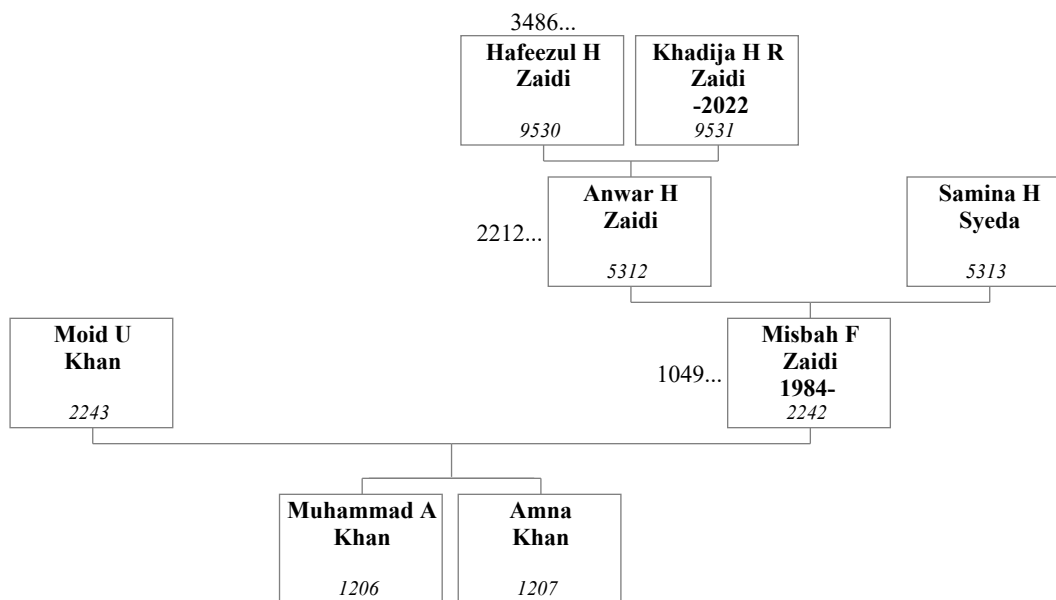 3486...
Hafeezul H
Zaidi
9530
Khadija H R
Zaidi
-2022
9531
2212...
Anwar H
Zaidi
5312
Samina H
Syeda
5313
Moid U
Khan
2243
1049...
Misbah F
Zaidi
1984-
2242
Muhammad A
Khan
1206
Amna
Khan
1207